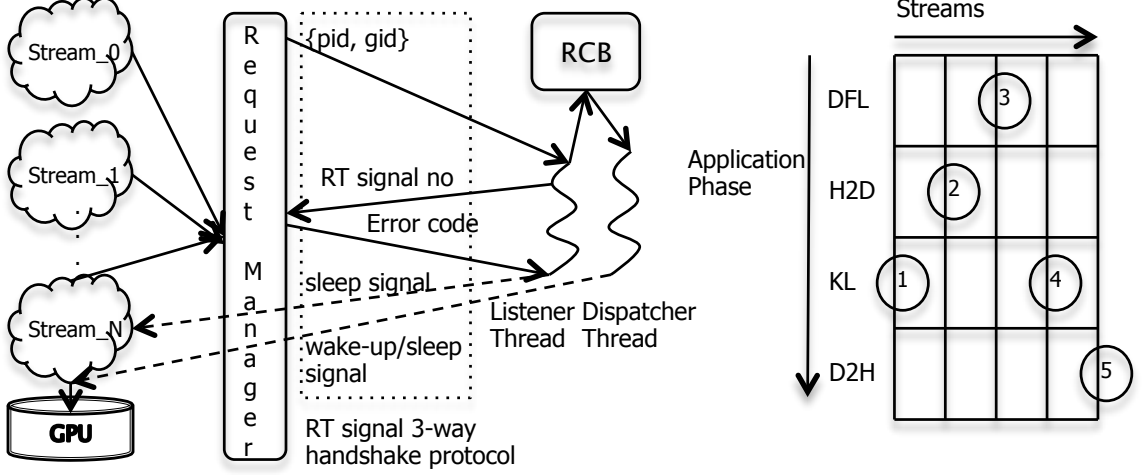 Stream_0
Stream_1
Stream_N
GPU
Request Manager
{pid, gid}
RT signal no
Error code
sleep signal
wake-up/sleep
signal
RT signal 3-way
handshake protocol
RCB
Listener
Thread
Dispatcher
Thread
Streams
Application
Phase
DFL
H2D
KL
D2H
3
2
1
4
5